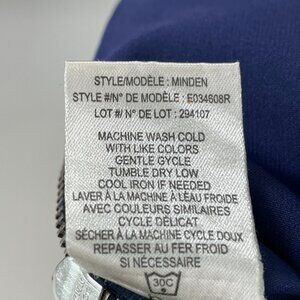 STYLE/MODÈLE : MINDEN
STYLE #/N° DE MODÈLE : E034608R
LOT #/ N° DE LOT : 294107
MACHINE WASH COLD
WITH LIKE COLORS
GENTLE GYCLE
TUMBLE DRY LOW
COOL IRON IF NEEDED
LAVER À LA MACHINE À L'EAU FROIDE
AVEC COULEURS SIMILAIRES
CYCLE DÉLICAT
SÉCHER À LA MACHINE CYCLE DOUX
REPASSER AU FER FROID
SI NÉCESSAIRE
30C